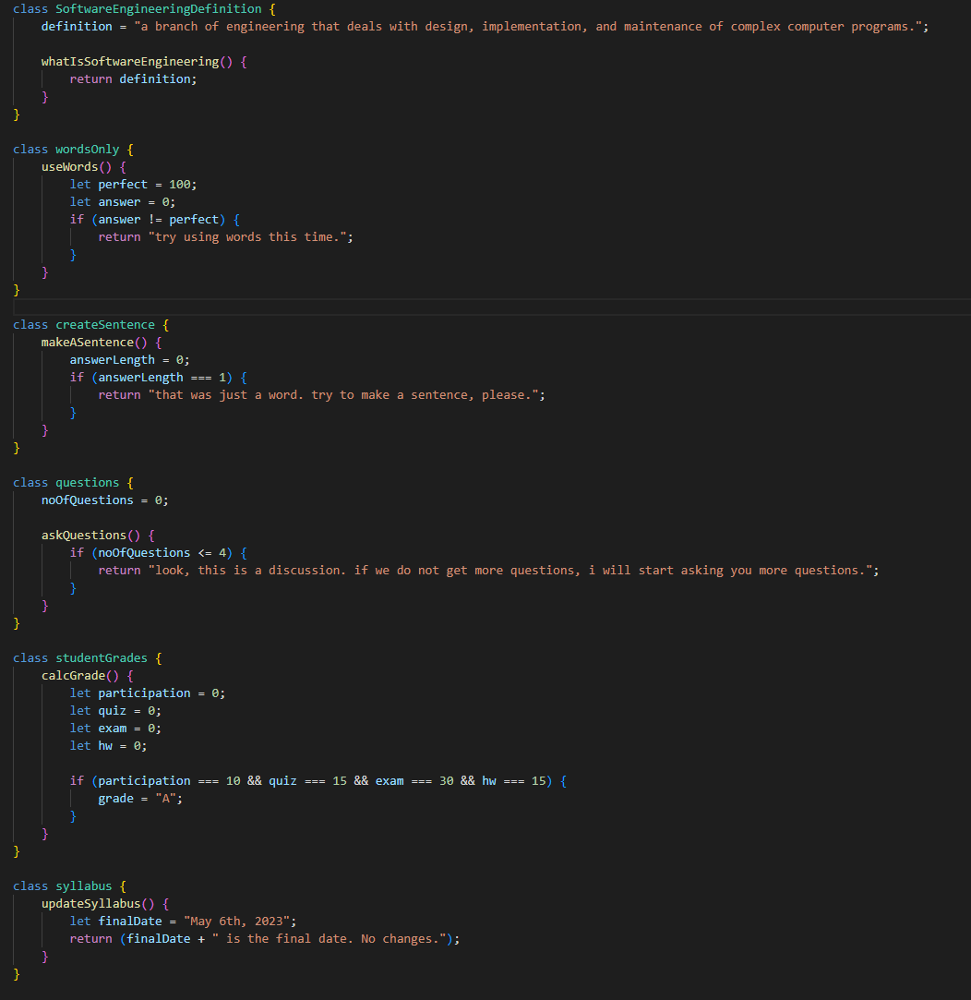 class SoftwareEngineeringDefinition {
    definition = "a branch of engineering that deals with design, implementation, and maintenance of complex computer programs.";

    whatIsSoftwareEngineering() {
        return definition;
    }
}

class wordsOnly {
    useWords() {
        let perfect = 100;
        let answer = 0;
        if (answer != perfect) {
            return "try using words this time.";
        }
    }
}

class createSentence {
    makeASentence() {
        answerLength = 0;
        if (answerLength === 1) {
            return "that was just a word. try to make a sentence, please.";
        }
    }
}

class questions {
    noOfQuestions = 0;

    askQuestions() {
        if (noOfQuestions <= 4) {
            return "look, this is a discussion. if we do not get more questions, i will start asking you more questions.";
        }
    }
}

class studentGrades {
    calcGrade() {
        let participation = 0;
        let quiz = 0;
        let exam = 0;
        let hw = 0;

        if (participation === 10 && quiz === 15 && exam === 30 && hw === 15) {
            grade = "A";
        }
    }
}

class syllabus {
    updateSyllabus() {
        let finalDate = "May 6th, 2023";
        return (finalDate + " is the final date. No changes.");
    }
}